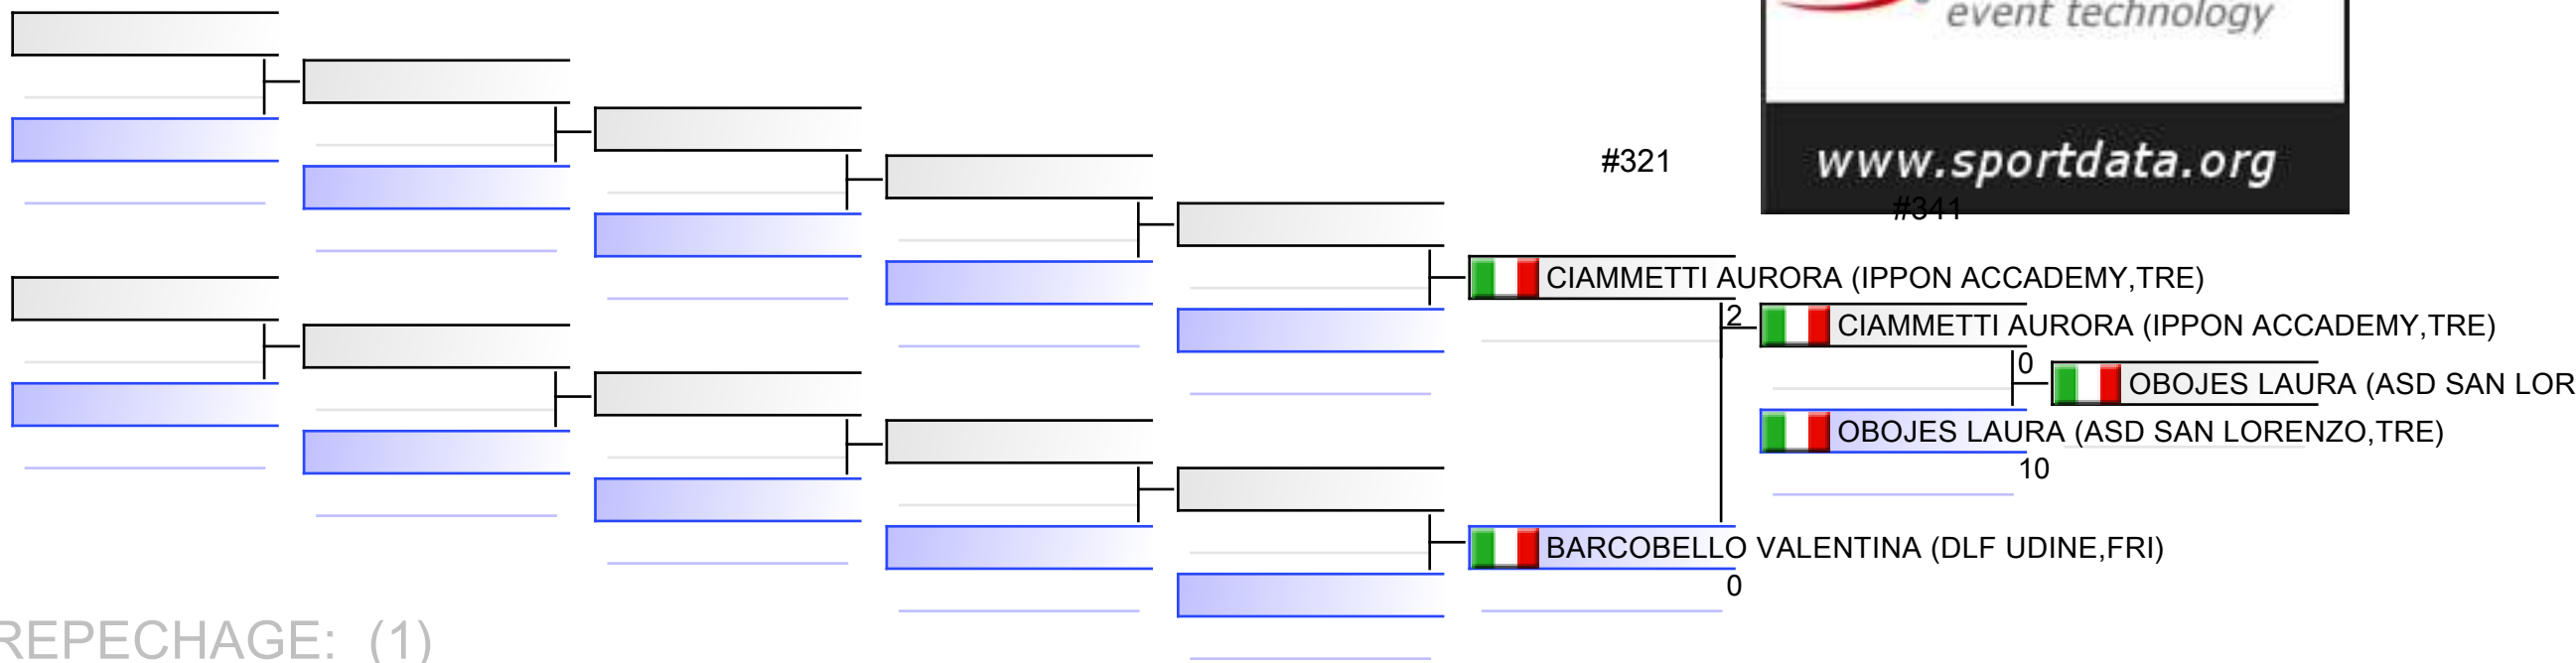 event technology
www.sportdata.org
#321
#341
CIAMMETTI AURORA (IPPON ACCADEMY,TRE)
2
CIAMMETTI AURORA (IPPON ACCADEMY,TRE)
0
OBOJES LAURA (ASD SAN LOR
OBOJES LAURA (ASD SAN LORENZO,TRE)
10
BARCOBELLO VALENTINA (DLF UDINE,FRI)
0
REPECHAGE: (1)